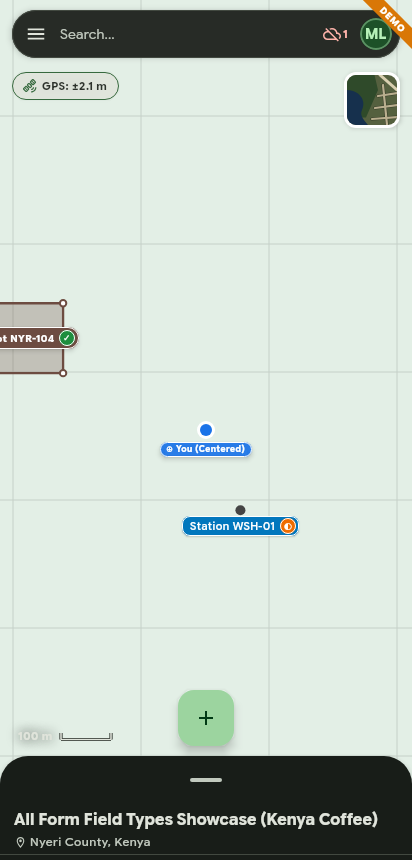 DEMO
Search...
1
ML
GPS: ±2.1 m
ot NYR-104
You (Centered)
Station WSH-01
100 m
All Form Field Types Showcase (Kenya Coffee)
Nyeri County, Kenya